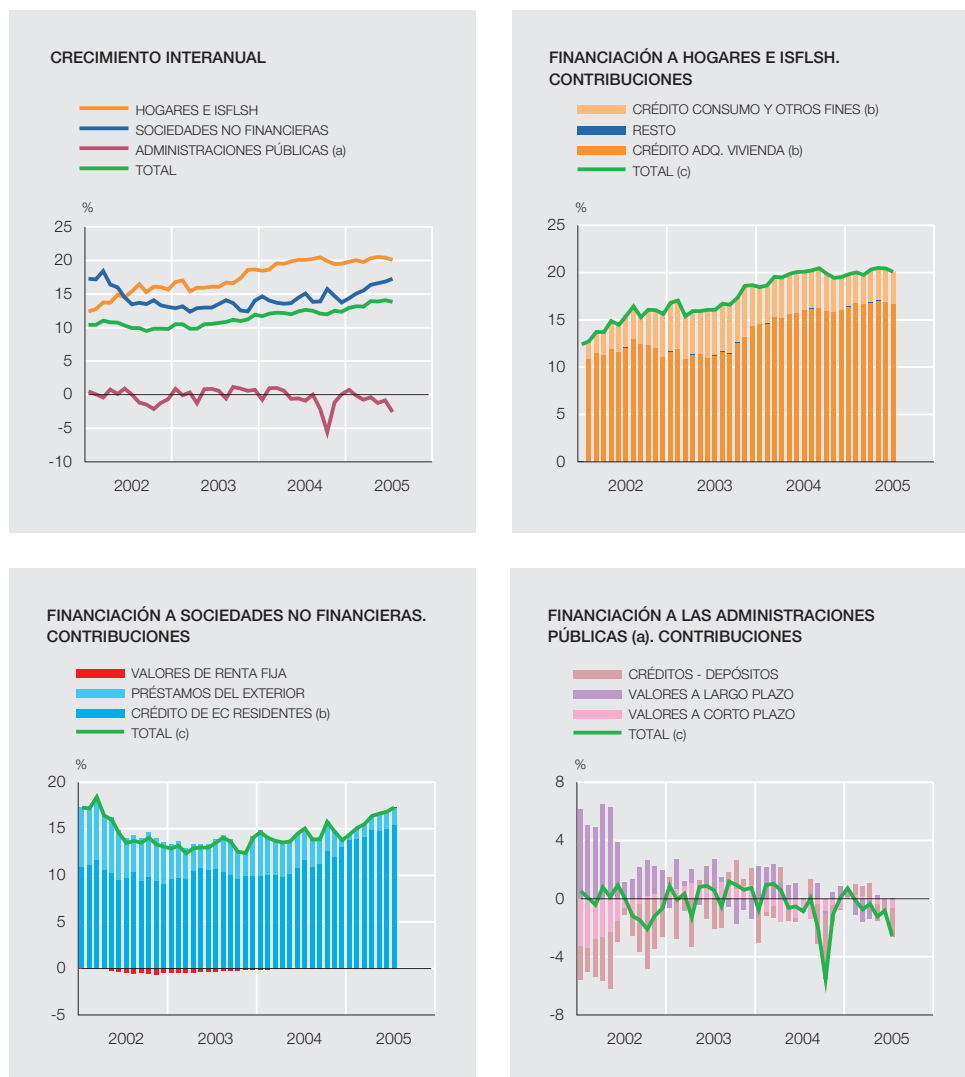 CRECIMIENTO INTERANUAL
HOGARES E ISFLSH
SOCIEDADES NO FINANCIERAS
ADMINISTRACIONES PÚBLICAS (a)
TOTAL
%
25
20
15
10
5
0
-5
-10
2002 2003 2004 2005
FINANCIACIÓN A HOGARES E ISFLSH.
CONTRIBUCIONES
CRÉDITO CONSUMO Y OTROS FINES (b)
RESTO
CRÉDITO ADQ. VIVIENDA (b)
TOTAL (c)
%
25
20
15
10
5
0
2002 2003 2004 2005
FINANCIACIÓN A SOCIEDADES NO FINANCIERAS.
CONTRIBUCIONES
VALORES DE RENTA FIJA
PRÉSTAMOS DEL EXTERIOR
CRÉDITO DE EC RESIDENTES (b)
TOTAL (c)
%
20
15
10
5
0
-5
2002 2003 2004 2005
FINANCIACIÓN A LAS ADMINISTRACIONES
PÚBLICAS (a). CONTRIBUCIONES
CRÉDITOS - DEPÓSITOS
VALORES A LARGO PLAZO
VALORES A CORTO PLAZO
TOTAL (c)
%
8
4
0
-4
-8
2002 2003 2004 2005